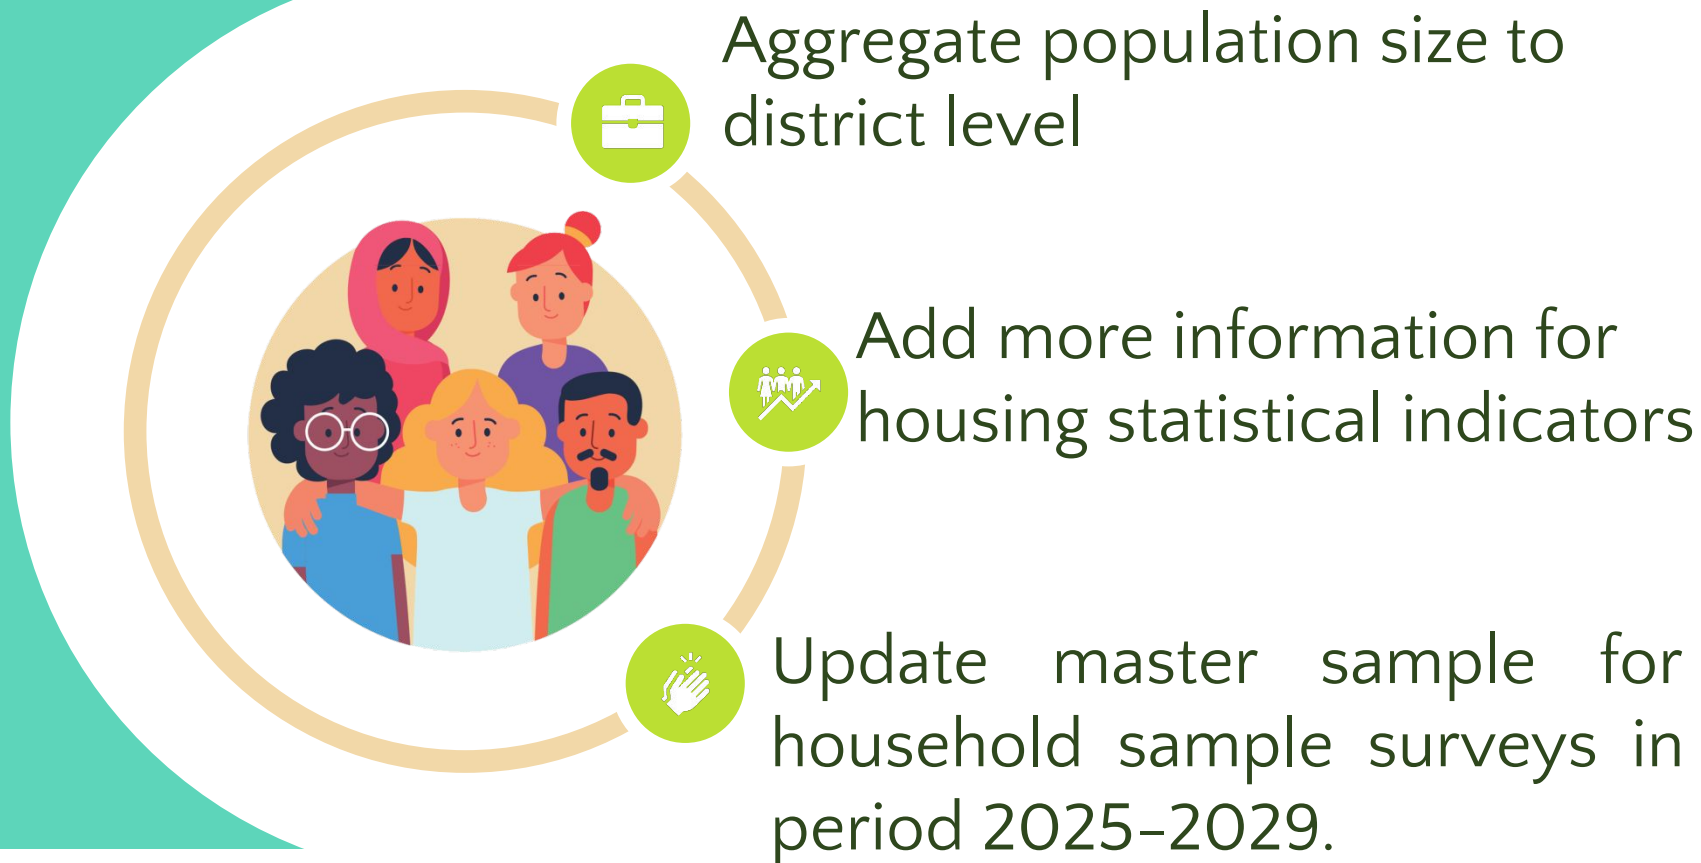 Aggregate population size to
district level
Add more information for
housing statistical indicators
Update master sample for
household sample surveys in
period 2025–2029.